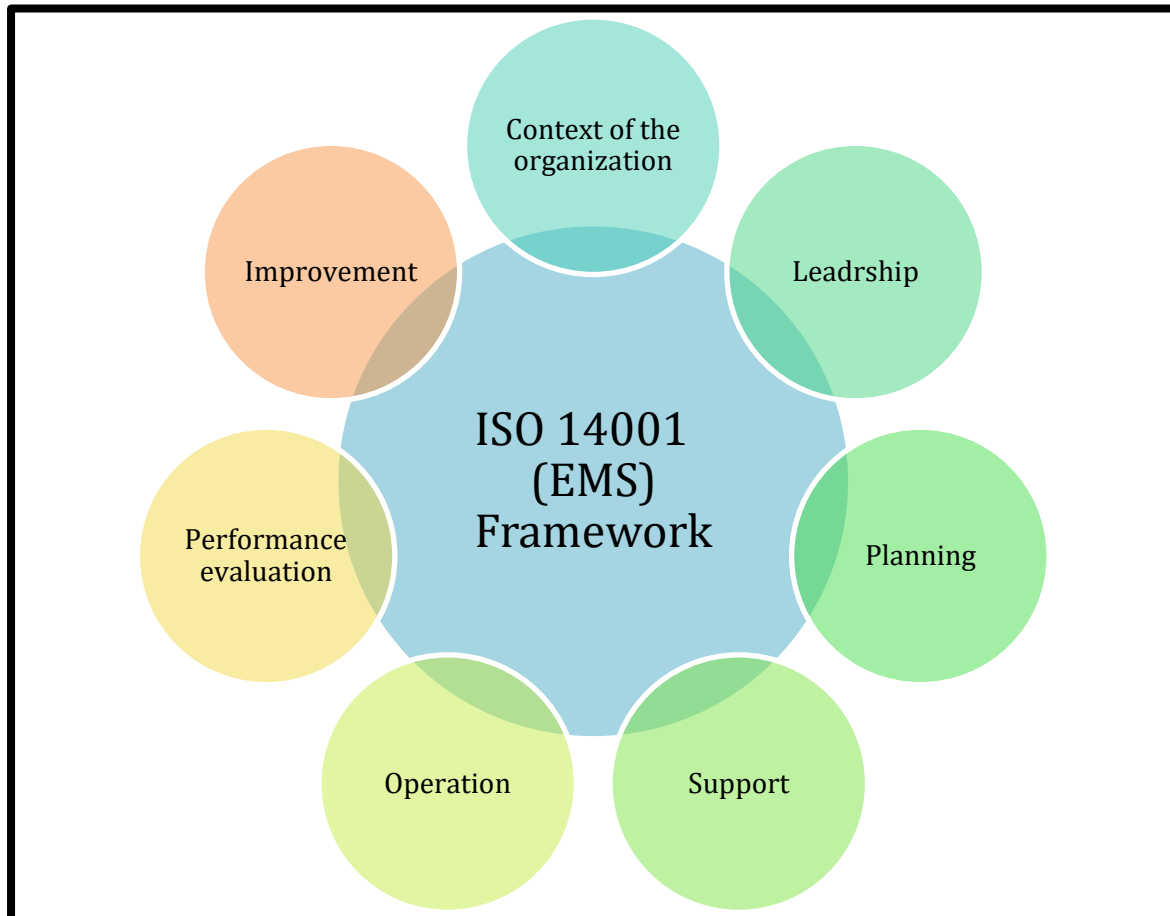 Context of the
organization
Leadrship
Planning
Support
Operation
Performance
evaluation
Improvement
ISO 14001
(EMS)
Framework